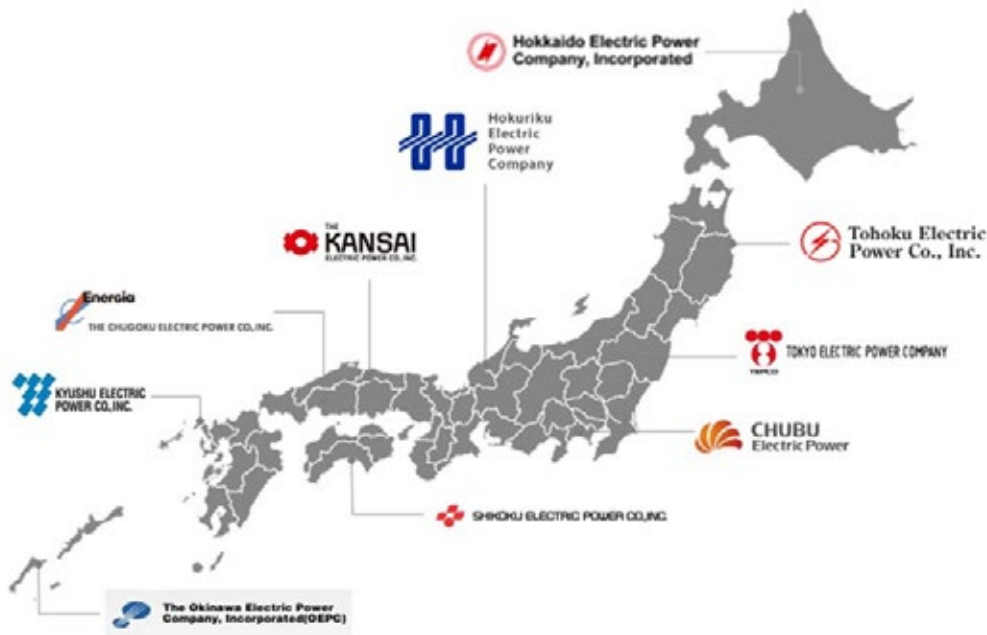 Hokkaido Electric Power
Company, Incorporated
Hokuriku
Electric
Power
Company
THE
KANSAI
ELECTRIC POWER CO.,INC.
Tohoku Electric
Power Co., Inc.
Energia
THE CHUGOKU ELECTRIC POWER CO.,INC.
TEPCO
TOKYO ELECTRIC POWER COMPANY
KYUSHU ELECTRIC
POWER CO.,INC.
CHUBU
Electric Power
SHIKOKU ELECTRIC POWER CO.,INC.
The Okinawa Electric Power
Company, Incorporated(OEPC)